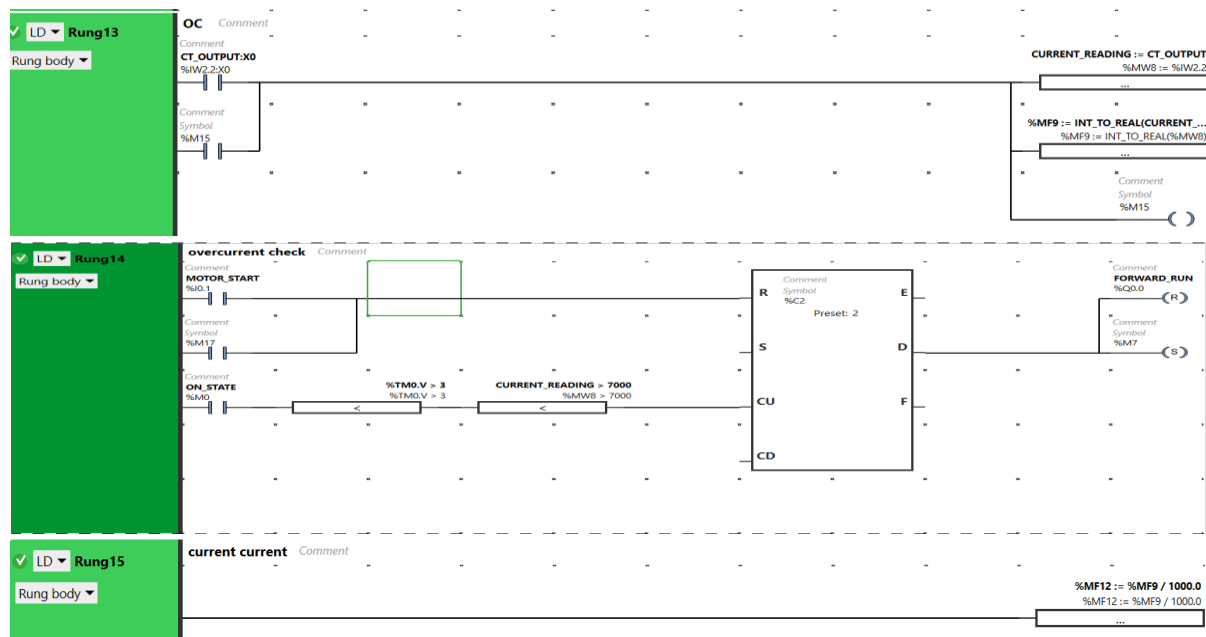 LD Rung13
Rung body
OC Comment
Comment
CT_OUTPUT:X0
%IW2.2:X0
Comment
Symbol
%M15
CURRENT_READING := CT_OUTPUT
%MW8 := %IW2.2
...
%MF9 := INT_TO_REAL(CURRENT_...
%MF9 := INT_TO_REAL(%MW8)
...
Comment
Symbol
%M15
LD Rung14
Rung body
overcurrent check Comment
Comment
MOTOR_START
%I0.1
Comment
Symbol
%M17
Comment
ON_STATE
%M0
%TM0.V > 3
%TM0.V > 3
<
CURRENT_READING > 7000
%MW8 > 7000
<
Comment
Symbol
%C2
Preset: 2
R
E
S
D
CU
F
CD
Comment
FORWARD_RUN
%Q0.0
R
Comment
Symbol
%M7
S
LD Rung15
Rung body
current current Comment
%MF12 := %MF9 / 1000.0
%MF12 := %MF9 / 1000.0
...